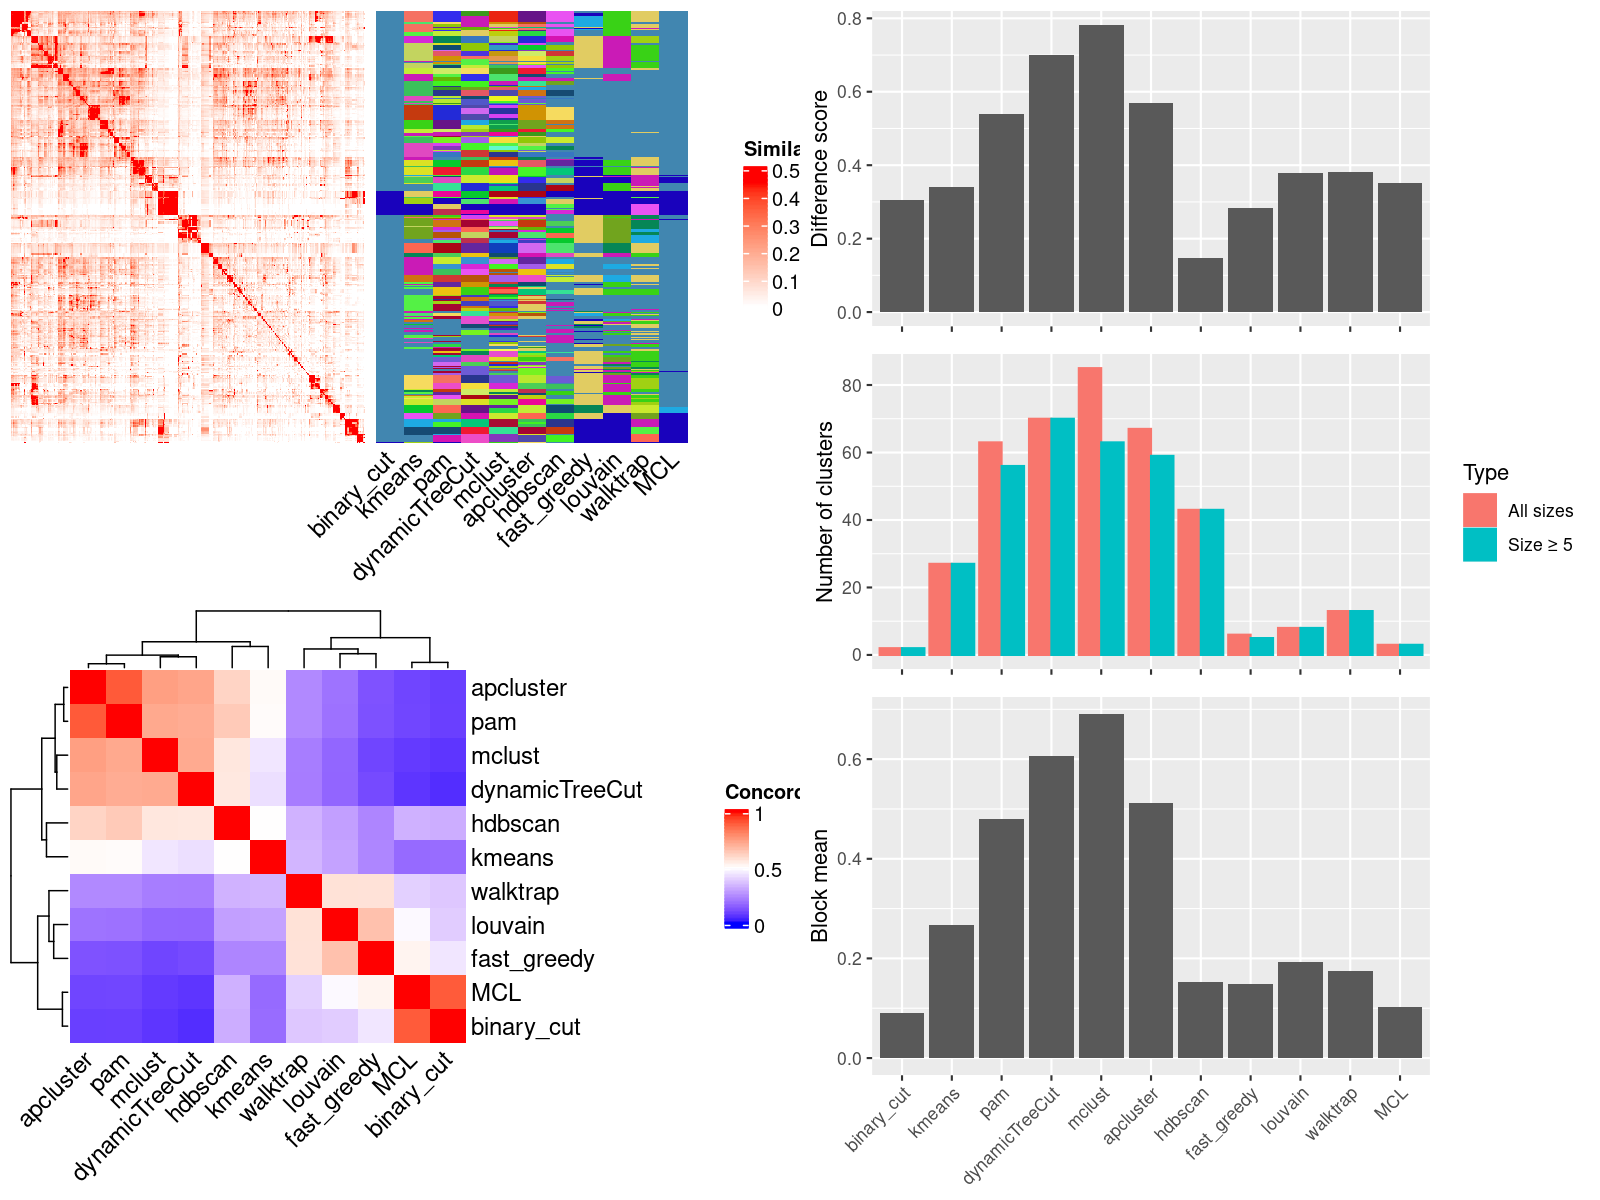 Simila
0.5
0.4
0.3
0.2
0.1
0
binary_cut
kmeans
pam
dynamicTreeCut
mclust
apcluster
hdbscan
fast_greedy
louvain
walktrap
MCL
apcluster
pam
mclust
dynamicTreeCut
hdbscan
kmeans
walktrap
louvain
fast_greedy
MCL
binary_cut
Concord
1
0.5
0
apcluster
pam
mclust
dynamicTreeCut
hdbscan
kmeans
walktrap
louvain
fast_greedy
MCL
binary_cut
Difference score
0.8
0.6
0.4
0.2
0.0
Number of clusters
80
60
40
20
0
Type
All sizes
Size ≥ 5
Block mean
0.6
0.4
0.2
0.0
binary_cut
kmeans
pam
dynamicTreeCut
mclust
apcluster
hdbscan
fast_greedy
louvain
walktrap
MCL